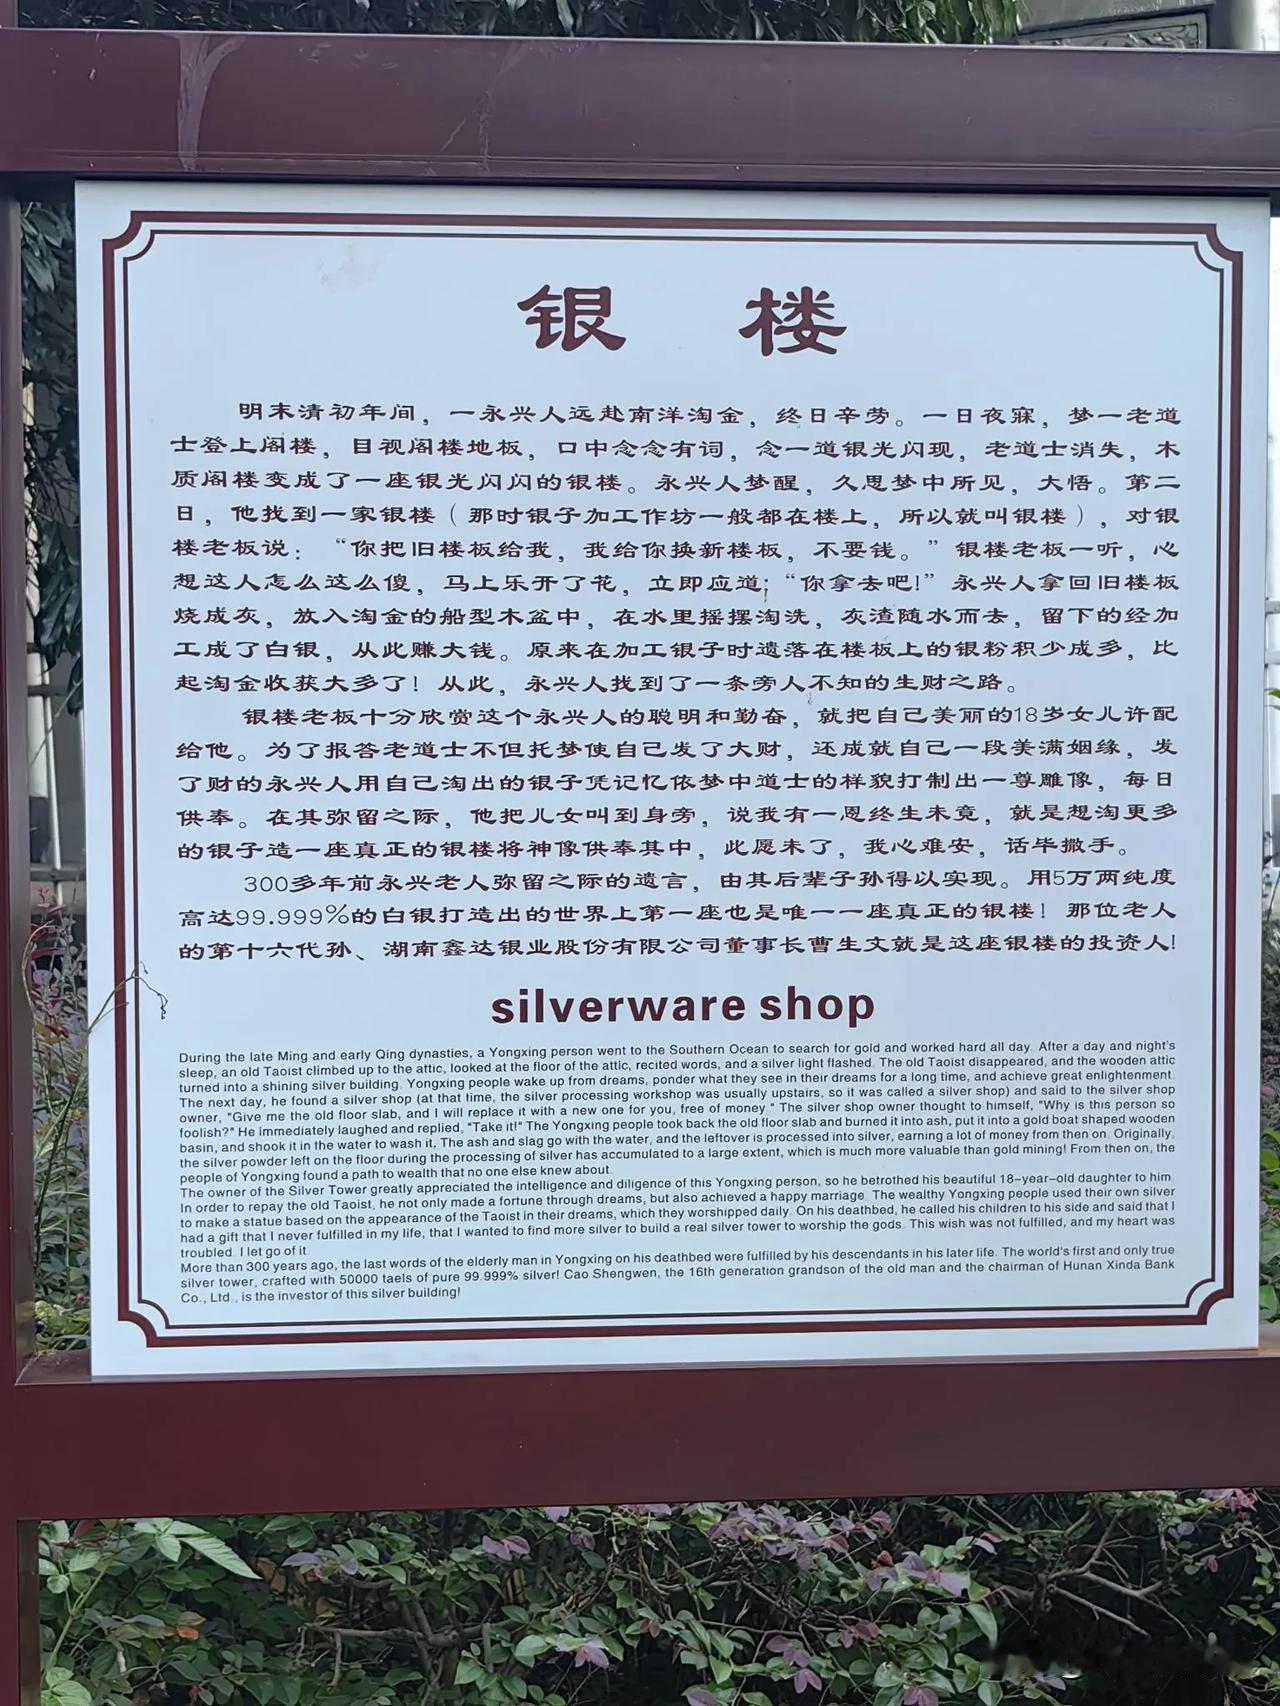 银 楼
明末清初年间，一永兴人远赴南洋淘金，终日辛劳。一日夜寐，梦一老道
士登上阁楼，目视阁楼地板，口中念念有词，念一道银光闪现，老道士消失，木
质阁楼变成了一座银光闪闪的银楼。永兴人梦醒，久思梦中所见，大悟。第二
日，他找到一家银楼（那时银子加工作坊一般都在楼上，所以就叫银楼），对银
楼老板说：“你把旧楼板给我，我给你换新楼板，不要钱。”银楼老板一听，心
想这人怎么这么傻，马上乐开了花，立即应道；“你拿去吧！”永兴人拿回旧楼板
烧成灰，放入淘金的船型木盆中，在水里摇摆淘洗，灰渣随水而去，留下的经加
工成了白银，从此赚大钱。原来在加工银子时遗落在楼板上的银粉积少成多，比
起淘金收获大多了！从此，永兴人找到了一条旁人不知的生财之路。
银楼老板十分欣赏这个永兴人的聪明和勤奋，就把自己美丽的18岁女儿许配
给他。为了报答老道士不但托梦使自己发了大财，还成就自己一段美满姻缘，发
了财的永兴人用自己淘出的银子凭记忆依梦中道士的样貌打制出一尊雕像，每日
供奉。在其弥留之际，他把儿女叫到身旁，说我有一恩终生未竟，就是想淘更多
的银子造一座真正的银楼将神像供奉其中，此愿未了，我心难安，话毕撒手。
300多年前永兴老人弥留之际的遗言，由其后辈子孙得以实现。用5万两纯度
高达99.999%的白银打造出的世界上第一座也是唯一一座真正的银楼！那位老人
的第十六代孙、湖南鑫达银业股份有限公司董事长曹生文就是这座银楼的投资人！
silverware shop
During the late Ming and early Qing dynasties, a Yongxing person went to the Southern Ocean to search for gold and worked hard all day. After a day and night's
sleep, an old Taoist climbed up to the attic, looked at the floor of the attic, recited words, and a silver light flashed. The old Taoist disappeared, and the wooden attic
turned into a shining silver building. Yongxing people wake up from dreams, ponder what they see in their dreams for a long time, and achieve great enlightenment.
The next day, he found a silver shop (at that time, the silver processing workshop was usually upstairs, so it was called a silver shop) and said to the silver shop
owner, "Give me the old floor slab, and I will replace it with a new one for you, free of money." The silver shop owner thought to himself, "Why is this person so
foolish?" He immediately laughed and replied, "Take it!" The Yongxing people took back the old floor slab and burned it into ash, put it into a gold boat shaped wooden
basin, and shook it in the water to wash it, The ash and slag go with the water, and the leftover is processed into silver, earning a lot of money from then on. Originally,
the silver powder left on the floor during the processing of silver has accumulated to a large extent, which is much more valuable than gold mining! From then on, the
people of Yongxing found a path to wealth that no one else knew about.
The owner of the Silver Tower greatly appreciated the intelligence and diligence of this Yongxing person, so he betrothed his beautiful 18-year-old daughter to him.
In order to repay the old Taoist, he not only made a fortune through dreams, but also achieved a happy marriage. The wealthy Yongxing people used their own silver
to make a statue based on the appearance of the Taoist in their dreams, which they worshipped daily. On his deathbed, he called his children to his side and said that I
had a gift that I never fulfilled in my life, that I wanted to find more silver to build a real silver tower to worship the gods. This wish was not fulfilled, and my heart was
troubled. I let go of it.
More than 300 years ago, the last words of the elderly man in Yongxing on his deathbed were fulfilled by his descendants in his later life. The world's first and only true
silver tower, crafted with 50000 taels of pure 99.999% silver! Cao Shengwen, the 16th generation grandson of the old man and the chairman of Hunan Xinda Bank
Co., Ltd., is the investor of this silver building!